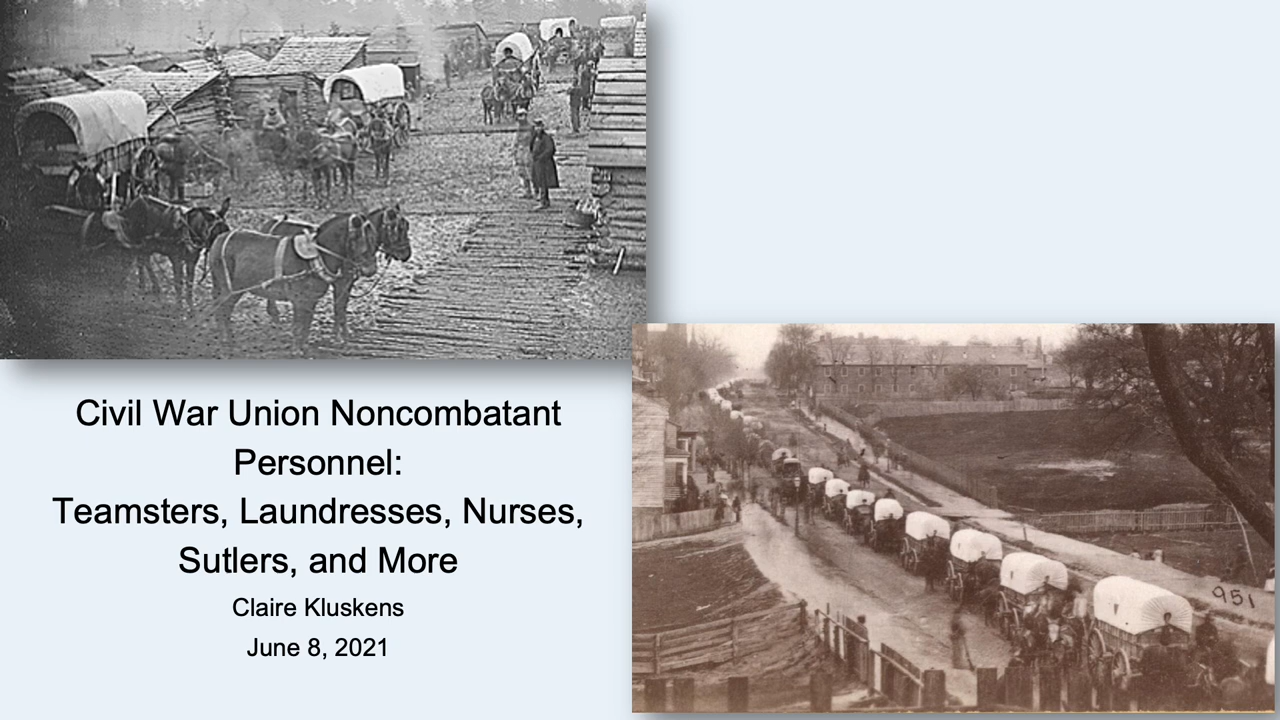 Civil War Union Noncombatant
Personnel:
Teamsters, Laundresses, Nurses,
Sutlers, and More
Claire Kluskens
June 8, 2021
951